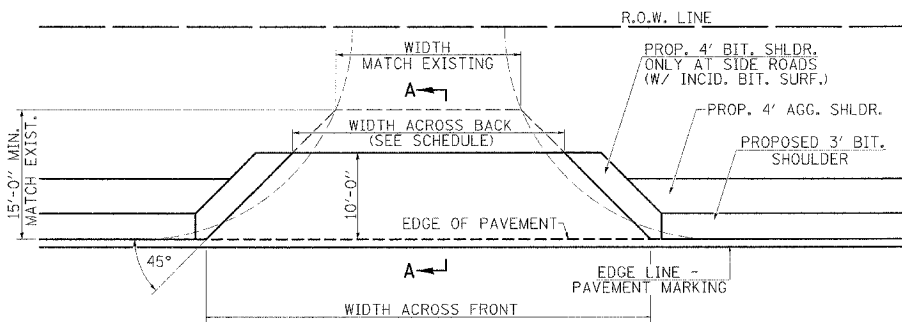 R.O.W. LINE
WIDTH
MATCH EXISTING
PROP. 4' BIT. SHLDR.
ONLY AT SIDE ROADS
(W/ INCID. BIT. SURF.)
A
PROP. 4' AGG. SHLDR.
WIDTH ACROSS BACK
(SEE SCHEDULE)
PROPOSED 3' BIT.
SHOULDER
15'-0" MIN.
MATCH EXIST.
10'-0"
EDGE OF PAVEMENT
45°
A
EDGE LINE -
PAVEMENT MARKING
WIDTH ACROSS FRONT